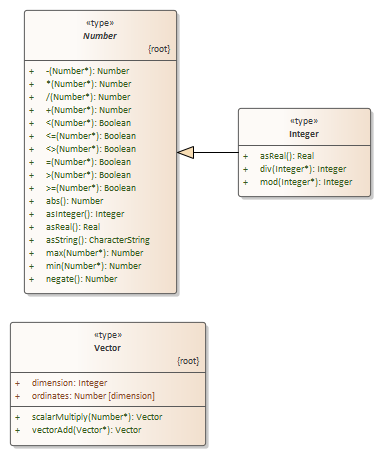 «type»
Number
{root}
+ -(Number*): Number
+ *(Number*): Number
+ /(Number*): Number
+ +(Number*): Number
+ <(Number*): Boolean
+ <=(Number*): Boolean
+ <>(Number*): Boolean
+ =(Number*): Boolean
+ >(Number*): Boolean
+ >=(Number*): Boolean
+ abs(): Number
+ asInteger(): Integer
+ asReal(): Real
+ asString(): CharacterString
+ max(Number*): Number
+ min(Number*): Number
+ negate(): Number
«type»
Integer
+ asReal(): Real
+ div(Integer*): Integer
+ mod(Integer*): Integer
«type»
Vector
{root}
+ dimension: Integer
+ ordinates: Number [dimension]
+ scalarMultiply(Number*): Vector
+ vectorAdd(Vector*): Vector